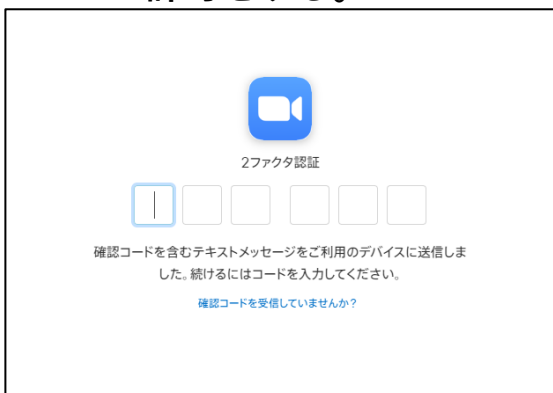 2ファクタ認証
確認コードを含むテキストメッセージをご利用のデバイスに送信しま
した。続けるにはコードを入力してください。
確認コードを受信していませんか？